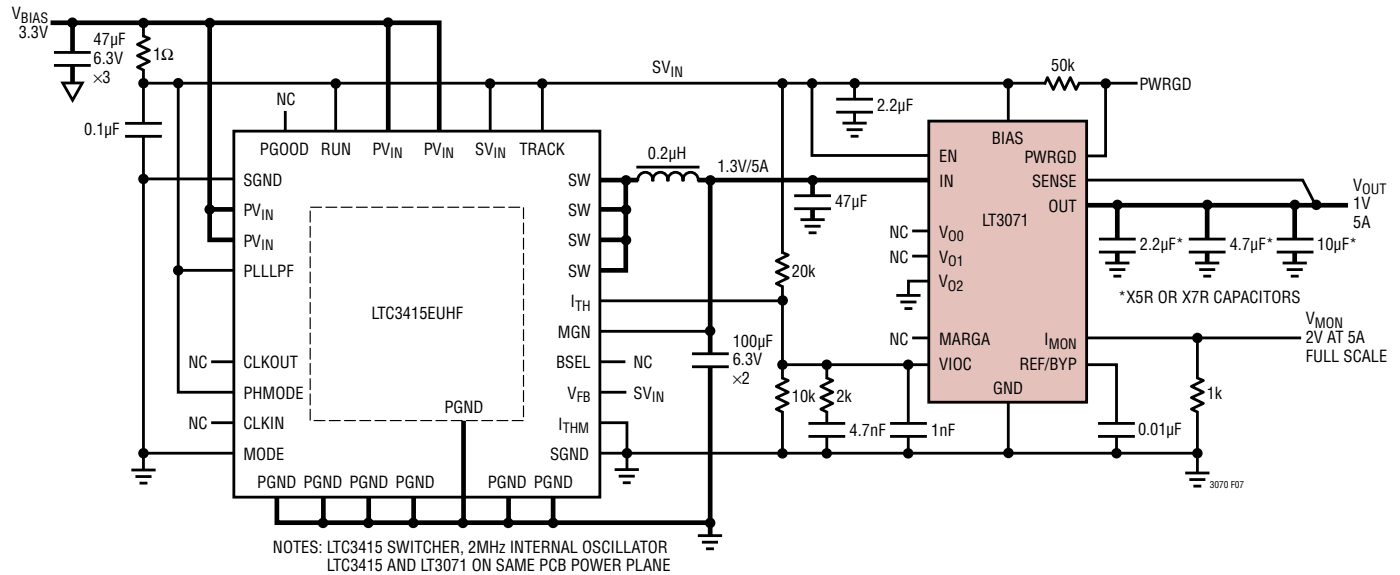 VBIAS
3.3V
47µF
6.3V
×3
1Ω
0.1µF
SVIN
50k
PWRGD
2.2µF
NC
PGOOD RUN PVIN PVIN SVIN TRACK
SGND
PVIN
PVIN
PLLLPF
NC CLKOUT
PHMODE
NC CLKIN
MODE
LTC3415EUHF
PGND
SW
SW
SW
SW
ITH
MGN
BSEL NC
VFB SVIN
ITHM
SGND
PGND PGND PGND PGND PGND PGND
0.2µH
1.3V/5A
47µF
100µF
6.3V
×2
20k
10k
2k
4.7nF
1nF
BIAS
EN
PWRGD
IN
SENSE
OUT
LT3071
NC VO0
NC VO1
VO2
NC MARGA
IMON
VIOC
REF/BYP
GND
VOUT
1V
5A
2.2µF* 4.7µF* 10µF*
*X5R OR X7R CAPACITORS
VMON
2V AT 5A
FULL SCALE
1k
0.01µF
3070 F07
NOTES: LTC3415 SWITCHER, 2MHz INTERNAL OSCILLATOR
LTC3415 AND LT3071 ON SAME PCB POWER PLANE